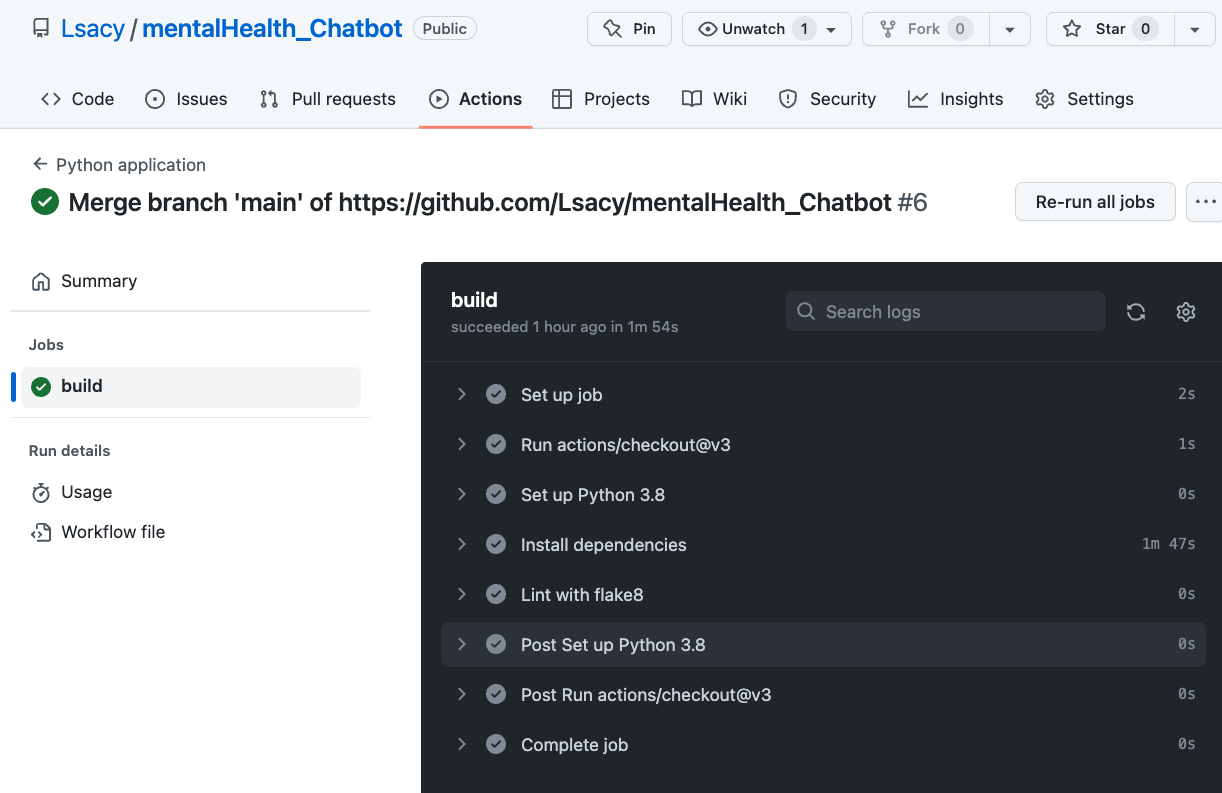 Lsacy / mentalHealth_Chatbot Public Pin Unwatch 1 Fork 0 Star 0
Code Issues Pull requests Actions Projects Wiki Security Insights Settings
Python application
Merge branch 'main' of https://github.com/Lsacy/mentalHealth_Chatbot #6
Re-run all jobs
Summary
Jobs
build
Run details
Usage
Workflow file
build
succeeded 1 hour ago in 1m 54s
Search logs
Set up job 2s
Run actions/checkout@v3 1s
Set up Python 3.8 0s
Install dependencies 1m 47s
Lint with flake8 0s
Post Set up Python 3.8 0s
Post Run actions/checkout@v3 0s
Complete job 0s